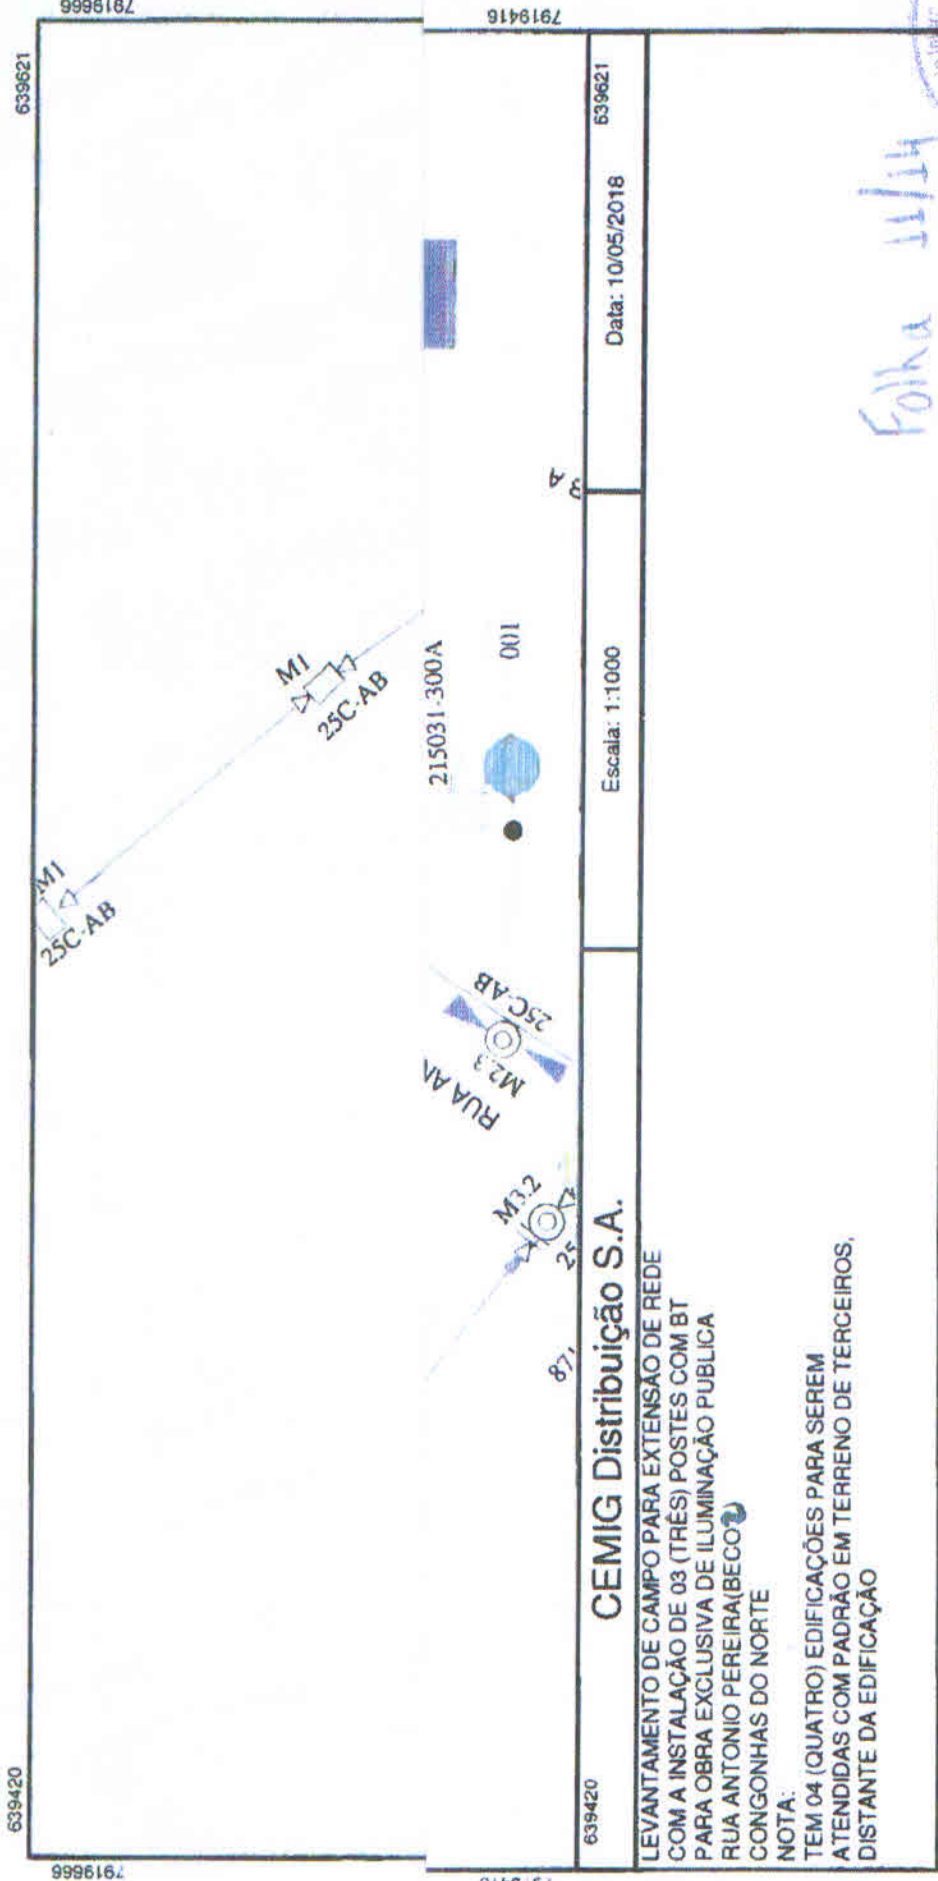 639420
639621
7919666
7919666
M1
25C-AB
M1
25C-AB
215031-300A
001
7919416
RUA AN
M2.3
25C-AB
M3.2
25
871
A
3
639420
639621
CEMIG Distribuição S.A.
Escala: 1:1000
Data: 10/05/2018
LEVANTAMENTO DE CAMPO PARA EXTENSÃO DE REDE
COM A INSTALAÇÃO DE 03 (TRÊS) POSTES COM BT
PARA OBRA EXCLUSIVA DE ILUMINAÇÃO PUBLICA
RUA ANTONIO PEREIRA(BECO
CONGONHAS DO NORTE
NOTA:
TEM 04 (QUATRO) EDIFICAÇÕES PARA SEREM
ATENDIDAS COM PADRÃO EM TERRENO DE TERCEIROS,
DISTANTE DA EDIFICAÇÃO
Folha 11/14